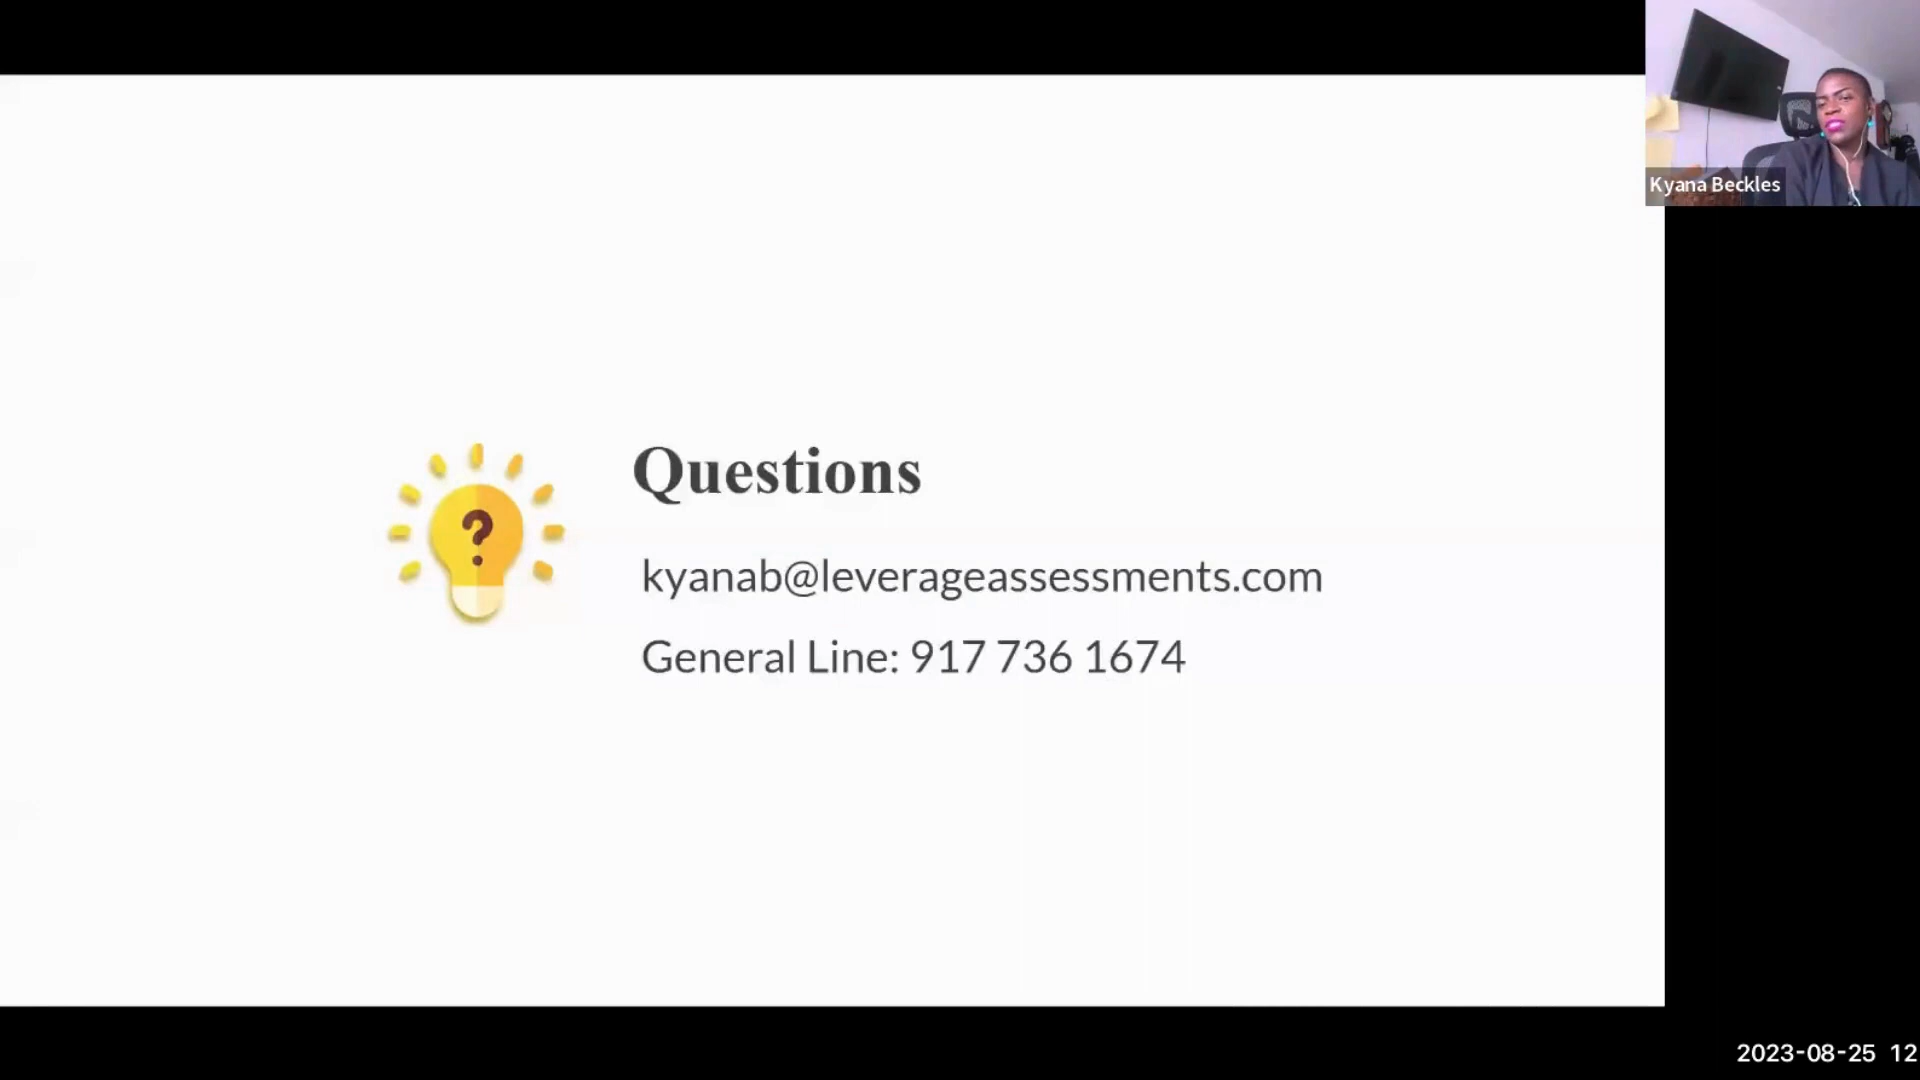 Kyana Beckles
?
Questions
kyanab@leverageassessments.com
General Line: 917 736 1674
2023-08-25 12